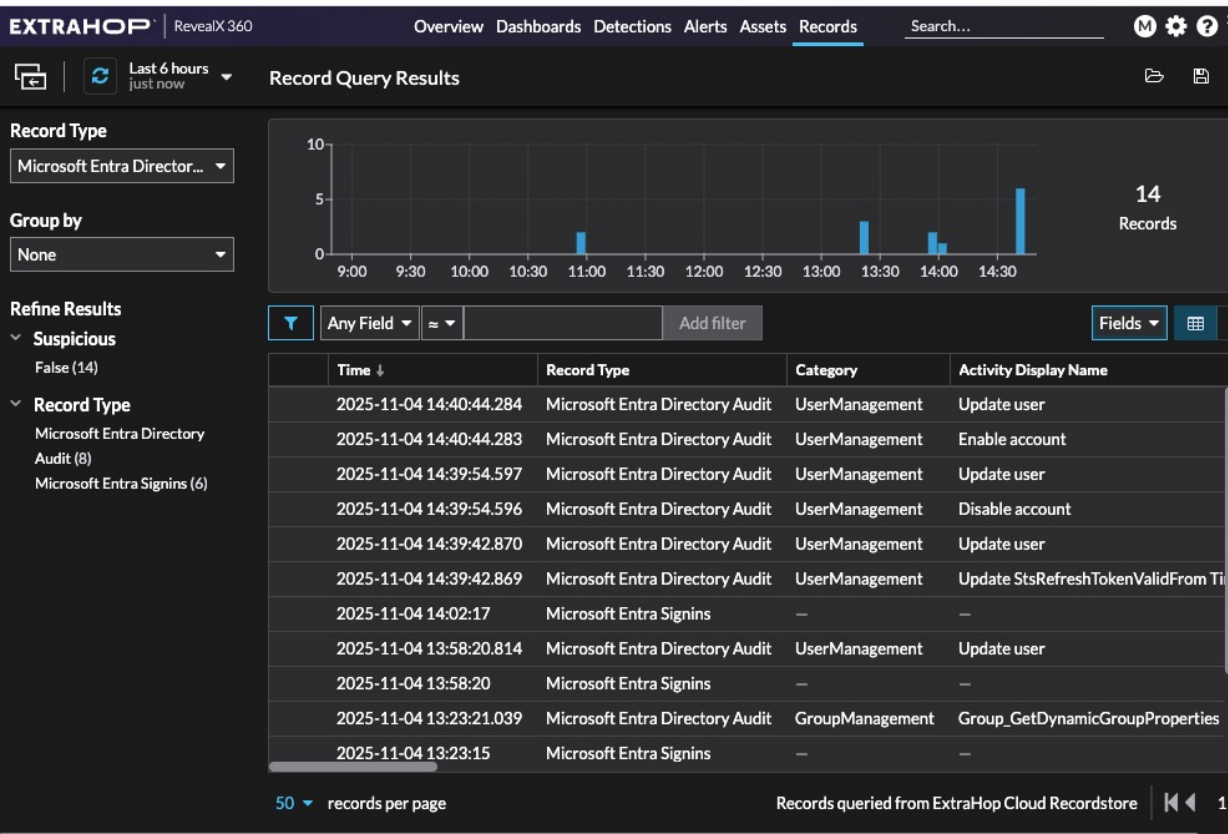 EXTRAHOP RevealX 360 Overview Dashboards Detections Alerts Assets Records Search... M ?
Last 6 hours
just now
Record Query Results
Record Type
Microsoft Entra Director...
Group by
None
Refine Results
Suspicious
False (14)
Record Type
Microsoft Entra Directory
Audit (8)
Microsoft Entra Signins (6)
10
5
0
9:00 9:30 10:00 10:30 11:00 11:30 12:00 12:30 13:00 13:30 14:00 14:30
14
Records
Any Field ≈ Add filter Fields
Time ↓ Record Type Category Activity Display Name
2025-11-04 14:40:44.284 Microsoft Entra Directory Audit UserManagement Update user
2025-11-04 14:40:44.283 Microsoft Entra Directory Audit UserManagement Enable account
2025-11-04 14:39:54.597 Microsoft Entra Directory Audit UserManagement Update user
2025-11-04 14:39:54.596 Microsoft Entra Directory Audit UserManagement Disable account
2025-11-04 14:39:42.870 Microsoft Entra Directory Audit UserManagement Update user
2025-11-04 14:39:42.869 Microsoft Entra Directory Audit UserManagement Update StsRefreshTokenValidFrom Ti
2025-11-04 14:02:17 Microsoft Entra Signins — —
2025-11-04 13:58:20.814 Microsoft Entra Directory Audit UserManagement Update user
2025-11-04 13:58:20 Microsoft Entra Signins — —
2025-11-04 13:23:21.039 Microsoft Entra Directory Audit GroupManagement Group_GetDynamicGroupProperties
2025-11-04 13:23:15 Microsoft Entra Signins — —
50 records per page Records queried from ExtraHop Cloud Recordstore 1